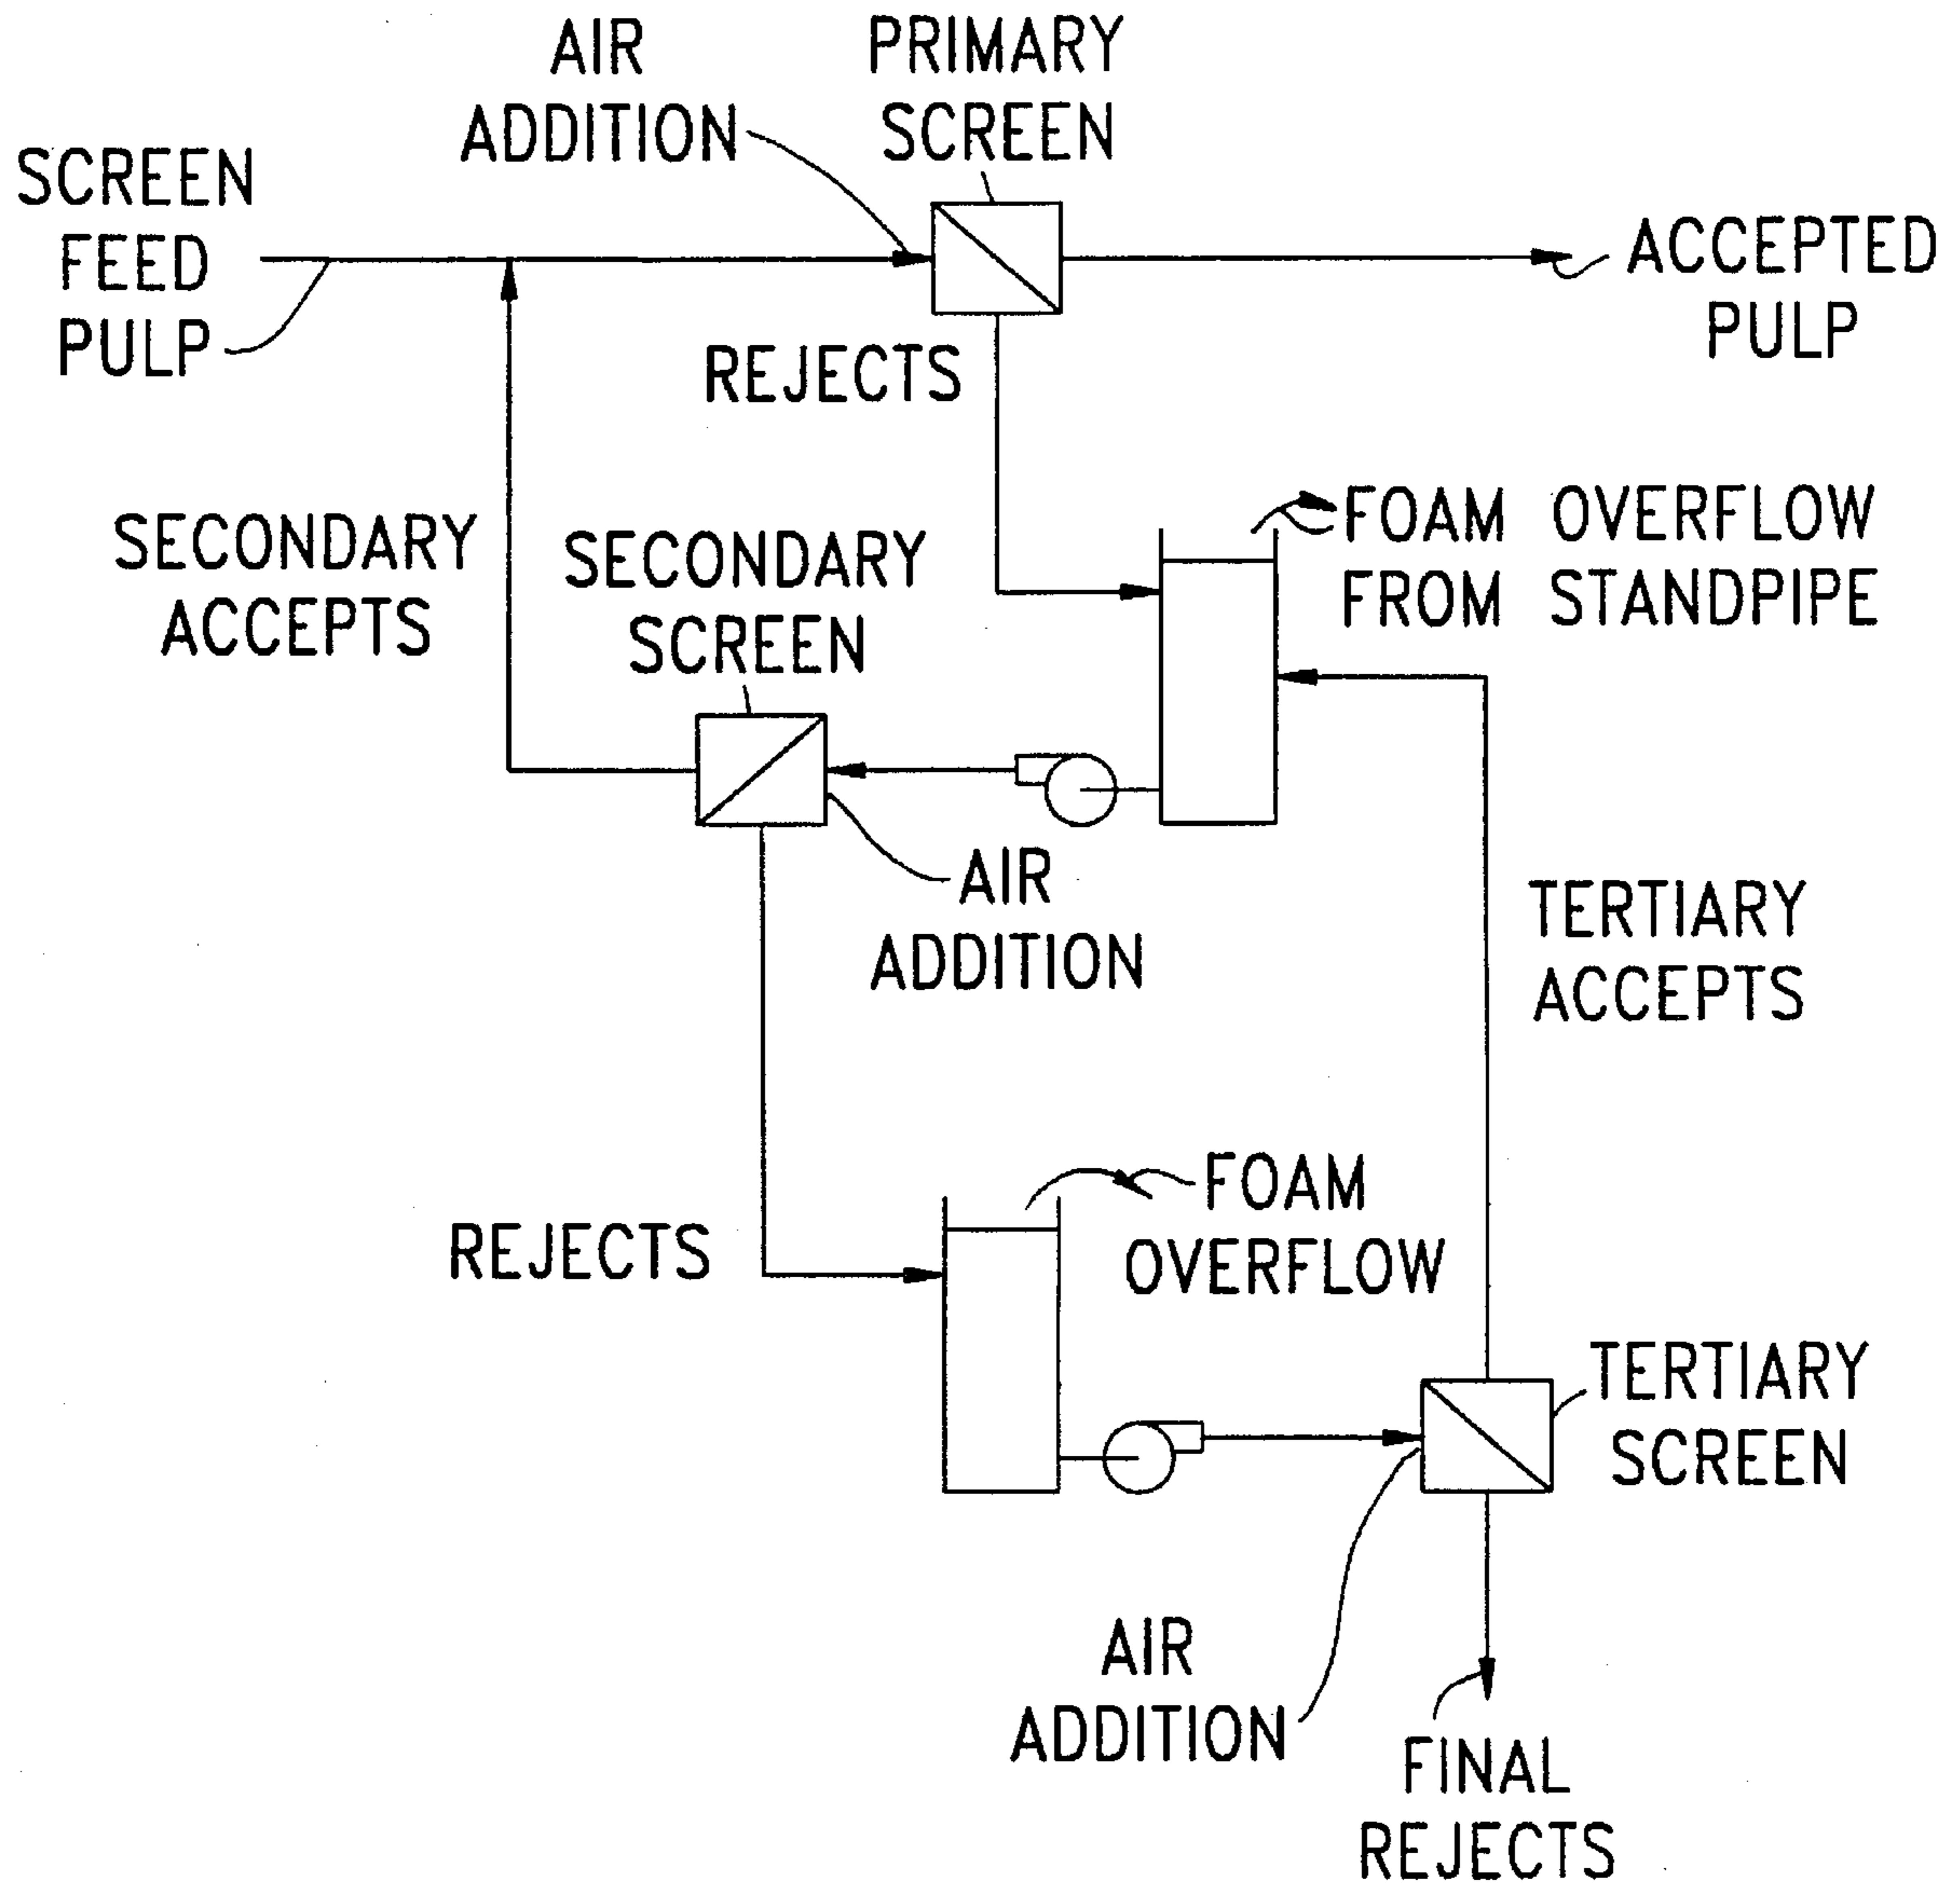 AIR
ADDITION
PRIMARY
SCREEN
SCREEN
FEED
PULP
ACCEPTED
PULP
REJECTS
FOAM OVERFLOW
FROM STANDPIPE
SECONDARY
ACCEPTS
SECONDARY
SCREEN
AIR
ADDITION
TERTIARY
ACCEPTS
FOAM
OVERFLOW
REJECTS
TERTIARY
SCREEN
AIR
ADDITION
FINAL
REJECTS